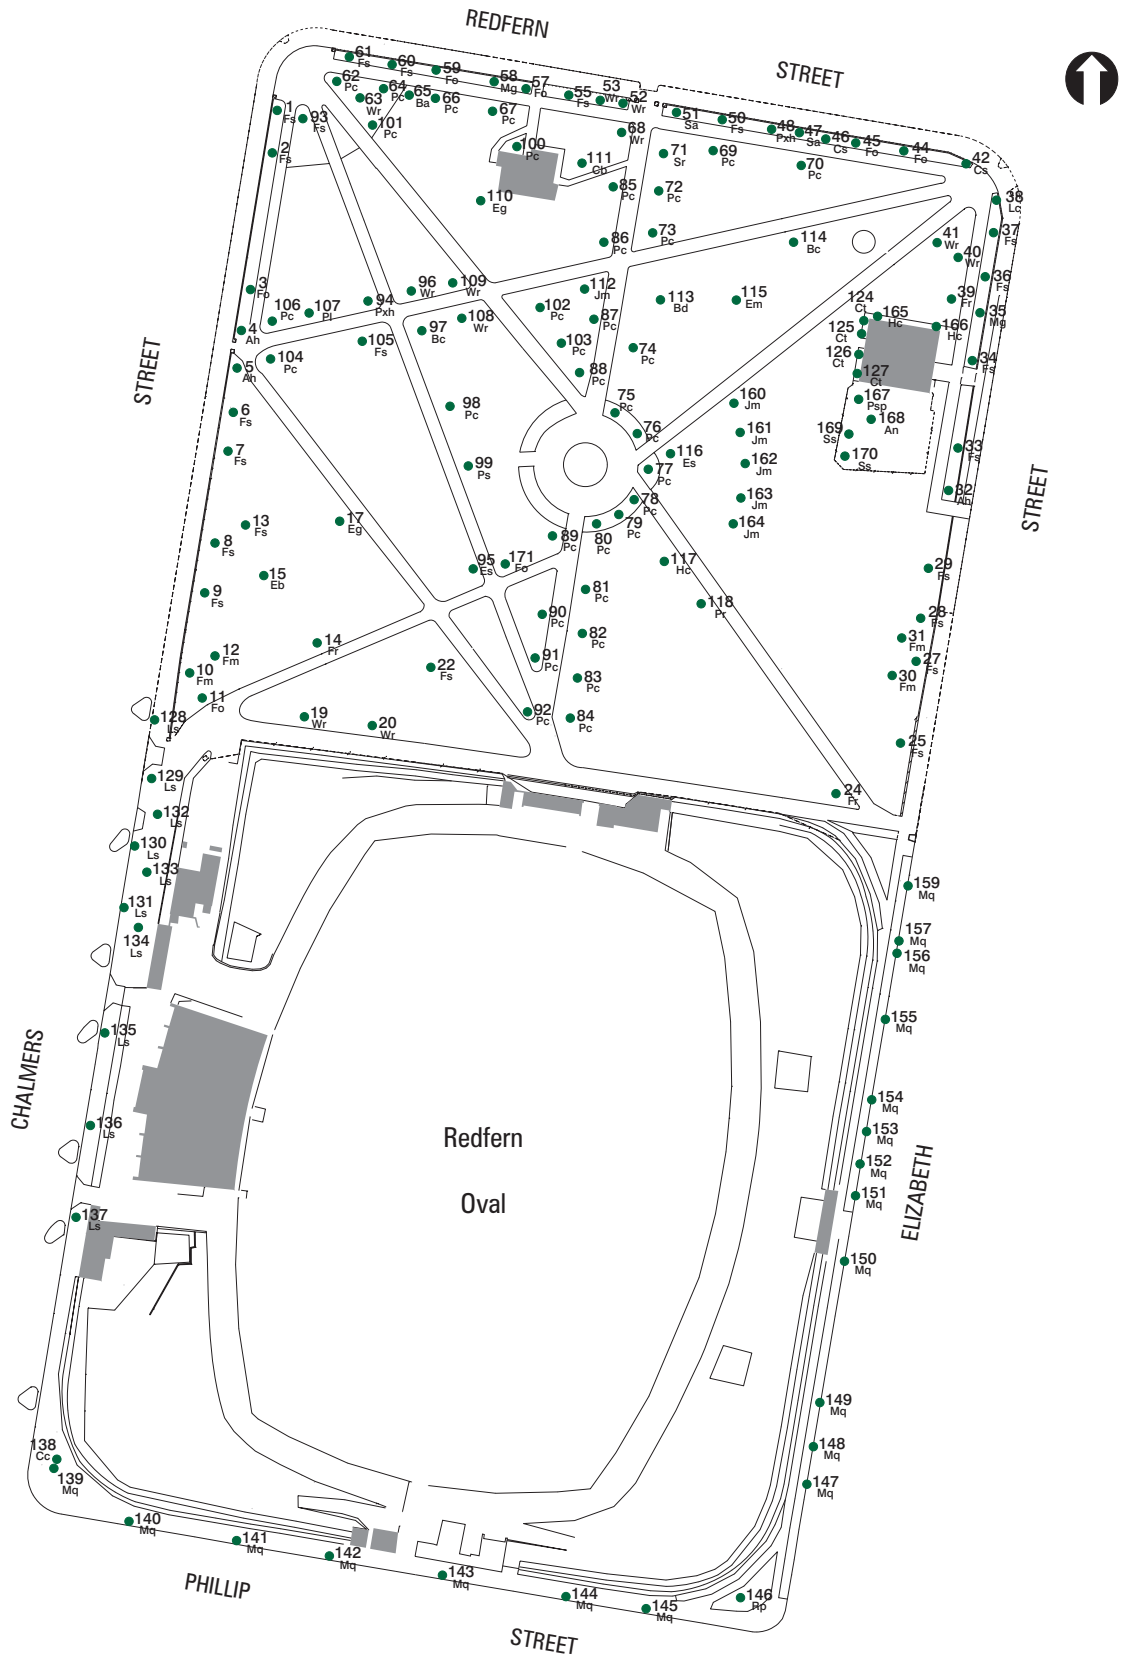 REDFERN
STREET
61
Fs
60
Fs
59
Fo
58
Mg
57
Fo
55
Fs
53
Wr
52
Wr
62
Pc
64
Pc
65
Ba
66
Pc
63
Wr
67
Pc
51
Sa
50
Fs
48
Pxh
47
Sa
46
Cs
45
Fo
44
Fo
42
Cs
1
Fs
93
Fs
101
Pc
68
Wr
2
Fs
100
Pc
111
Cb
71
Sr
69
Pc
70
Pc
110
Eg
85
Pc
72
Pc
38
Lc
86
Pc
73
Pc
114
Bc
41
Wr
37
Fs
40
Wr
3
Fo
96
Wr
109
Wr
112
Jm
113
Bd
115
Em
39
Fr
36
Fs
106
Pc
107
Pl
94
Pxh
102
Pc
87
Pc
124
Ct
165
Hc
35
Mg
4
Ah
97
Bc
108
Wr
125
Ct
166
Hc
105
Fs
103
Pc
74
Pc
126
Ct
5
Ah
104
Pc
88
Pc
127
Ct
34
Fs
STREET
98
Pc
75
Pc
160
Jm
167
Psp
6
Fs
76
Pc
161
Jm
168
An
169
Ss
7
Fs
99
Ps
77
Pc
116
Es
162
Jm
170
Ss
33
Fs
78
Pc
163
Jm
32
Ah
STREET
13
Fs
17
Eg
79
Pc
80
Pc
164
Jm
8
Fs
89
Pc
95
Es
171
Fo
117
Hc
29
Fs
15
Eb
9
Fs
81
Pc
118
Pr
90
Pc
28
Fs
14
Fr
82
Pc
31
Fm
12
Fm
91
Pc
27
Fs
10
Fm
22
Fs
83
Pc
30
Fm
11
Fo
128
Ls
19
Wr
20
Wr
92
Pc
84
Pc
25
Fs
129
Ls
24
Fr
132
Ls
130
Ls
133
Ls
159
Mq
131
Ls
134
Ls
157
Mq
156
Mq
135
Ls
155
Mq
CHALMERS
154
Mq
136
Ls
Redfern
153
Mq
152
Mq
Oval
151
Mq
ELIZABETH
137
Ls
150
Mq
149
Mq
138
Cc
148
Mq
139
Mq
147
Mq
140
Mq
141
Mq
142
Mq
143
Mq
144
Mq
145
Mq
146
Rp
PHILLIP
STREET